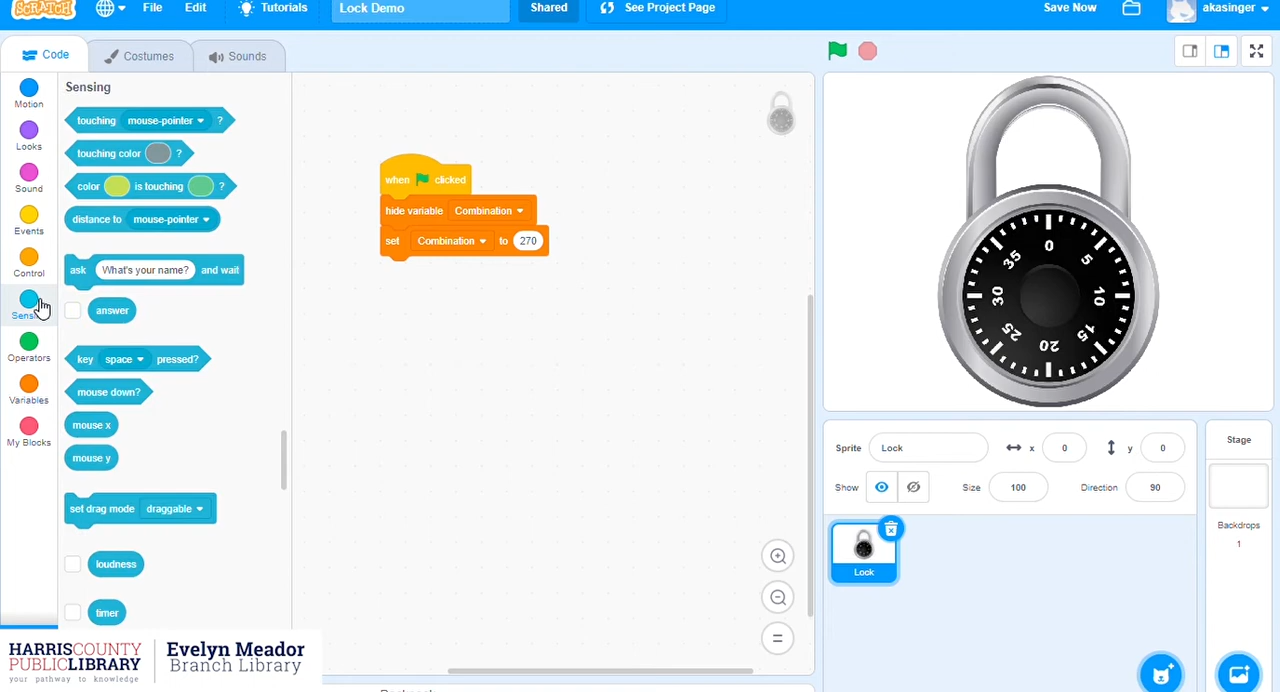 SCRATCH
File
Edit
Tutorials
Lock Demo
Shared
See Project Page
Save Now
akasinger
Code
Costumes
Sounds
Motion
Looks
Sound
Events
Control
Operators
Variables
My Blocks
Sensing
touching mouse-pointer ?
touching color ?
color is touching ?
distance to mouse-pointer
ask What's your name? and wait
answer
key space pressed?
mouse down?
mouse x
mouse y
set drag mode draggable
loudness
timer
when clicked
hide variable Combination
set Combination to 270
0
5
10
15
20
25
30
35
Sprite Lock x 0 y 0
Show Size 100 Direction 90
Lock
Stage
Backdrops
1
HARRISCOUNTY
PUBLICLIBRARY
your pathway to knowledge
Evelyn Meador
Branch Library